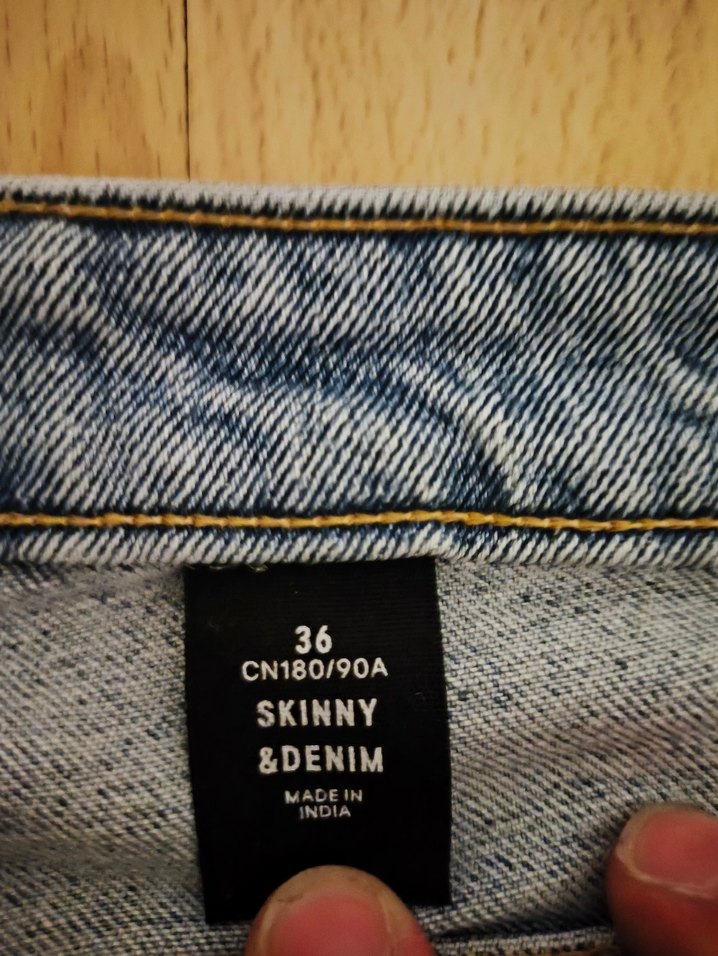 36
CN180/90A
SKINNY
&DENIM
MADE IN
INDIA